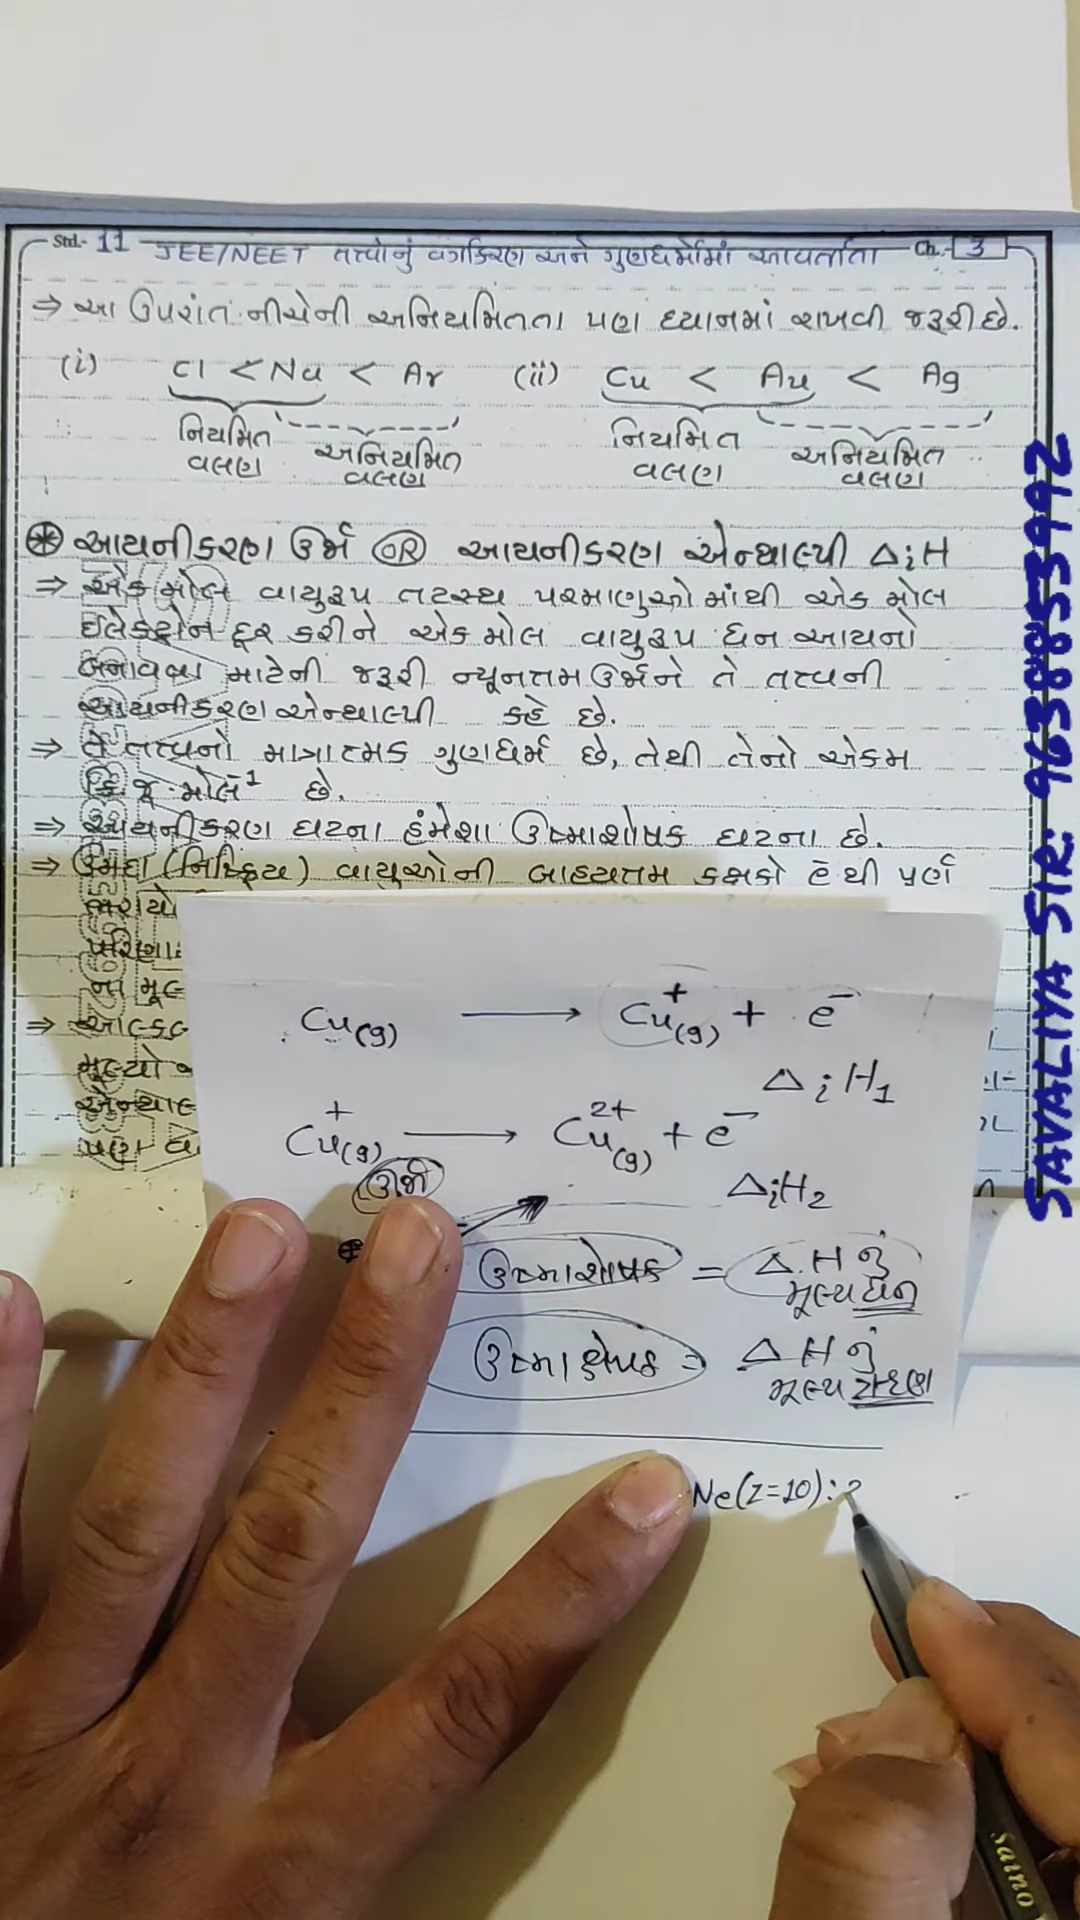 Std.- 11 JEE/NEET તત્ત્વોનું વર્ગીકરણ અને ગુણધર્મોમાં આવર્તતા Ch.- 3
⇒ આ ઉપરાંત નીચેની અનિયમિતતા પણ ધ્યાનમાં રાખવી જરૂરી છે.
(i) Cl < Na < Ar (ii) Cu < Au < Ag
નિયમિત વલણ અનિયમિત વલણ નિયમિત વલણ અનિયમિત વલણ
⊛ આયનીકરણ ઉર્જા OR આયનીકરણ એન્થાલ્પી ΔiH
⇒ એક મોલ વાયુરૂપ તટસ્થ પરમાણુઓમાંથી એક મોલ
ઈલેક્ટ્રોન દૂર કરીને એક મોલ વાયુરૂપ ધન આયનો
બનાવવા માટેની જરૂરી ન્યૂનત્તમ ઉર્જાને તે તત્ત્વની
આયનીકરણ એન્થાલ્પી કહે છે.
⇒ તે તત્ત્વનો માત્રાત્મક ગુણધર્મ છે, તેથી તેનો એકમ
કિ.જૂ.મોલ⁻¹ છે.
⇒ આયનીકરણ ઘટના હંમેશા ઉષ્માશોષક ઘટના છે.
⇒ ઉમદા (નિષ્ક્રિય) વાયુઓની બાહ્યતમ કક્ષકો e થી પૂર્ણ
ના મૂલ
મૂલ્યો
એન્થાલ
પણ
Cu(g) ⟶ Cu⁺(g) + e⁻
ΔiH1
Cu⁺(g) ⟶ Cu²⁺(g) + e⁻
ΔiH2
ઉર્જા
ઉષ્માશોષક = Δ.H નું
મૂલ્ય ધન
ઉષ્માક્ષેપક = ΔH નું
મૂલ્ય ઋણ
Ne(z=10):
SAVALIYA SIR: 9638853992
Saino